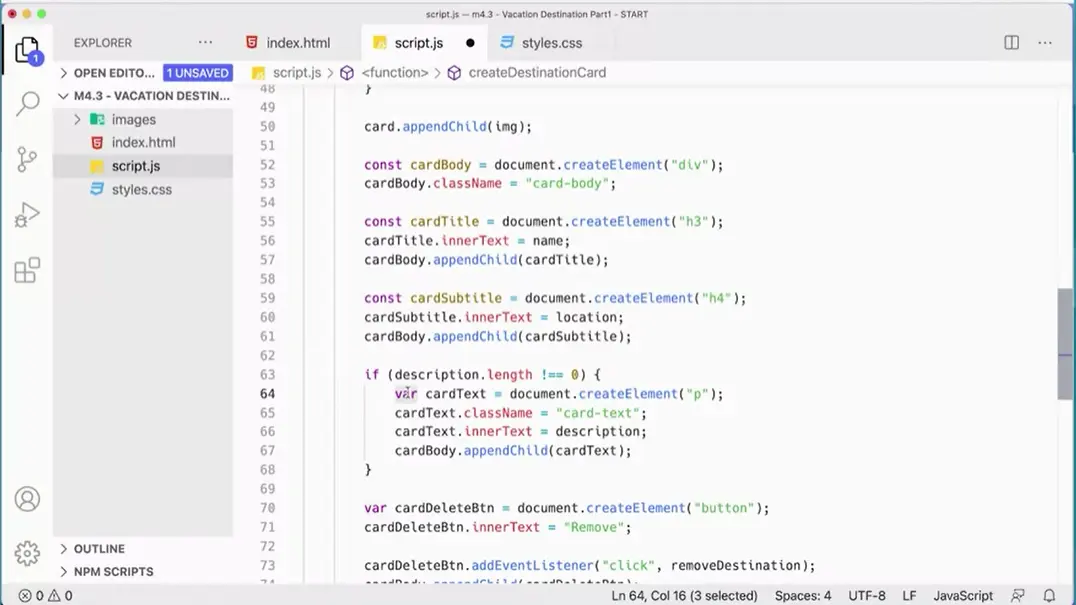 script.js — m4.3 - Vacation Destination Part1 - START
EXPLORER
index.html
script.js
styles.css
OPEN EDITO... 1 UNSAVED
script.js > <function> > createDestinationCard
M4.3 - VACATION DESTIN...
images
index.html
script.js
styles.css
OUTLINE
NPM SCRIPTS
1
48 }
49
50 card.appendChild(img);
51
52 const cardBody = document.createElement("div");
53 cardBody.className = "card-body";
54
55 const cardTitle = document.createElement("h3");
56 cardTitle.innerText = name;
57 cardBody.appendChild(cardTitle);
58
59 const cardSubtitle = document.createElement("h4");
60 cardSubtitle.innerText = location;
61 cardBody.appendChild(cardSubtitle);
62
63 if (description.length !== 0) {
64 var cardText = document.createElement("p");
65 cardText.className = "card-text";
66 cardText.innerText = description;
67 cardBody.appendChild(cardText);
68 }
69
70 var cardDeleteBtn = document.createElement("button");
71 cardDeleteBtn.innerText = "Remove";
72
73 cardDeleteBtn.addEventListener("click", removeDestination);
74 cardBody.appendChild(cardDeleteBtn);
0 0 Ln 64, Col 16 (3 selected) Spaces: 4 UTF-8 LF JavaScript